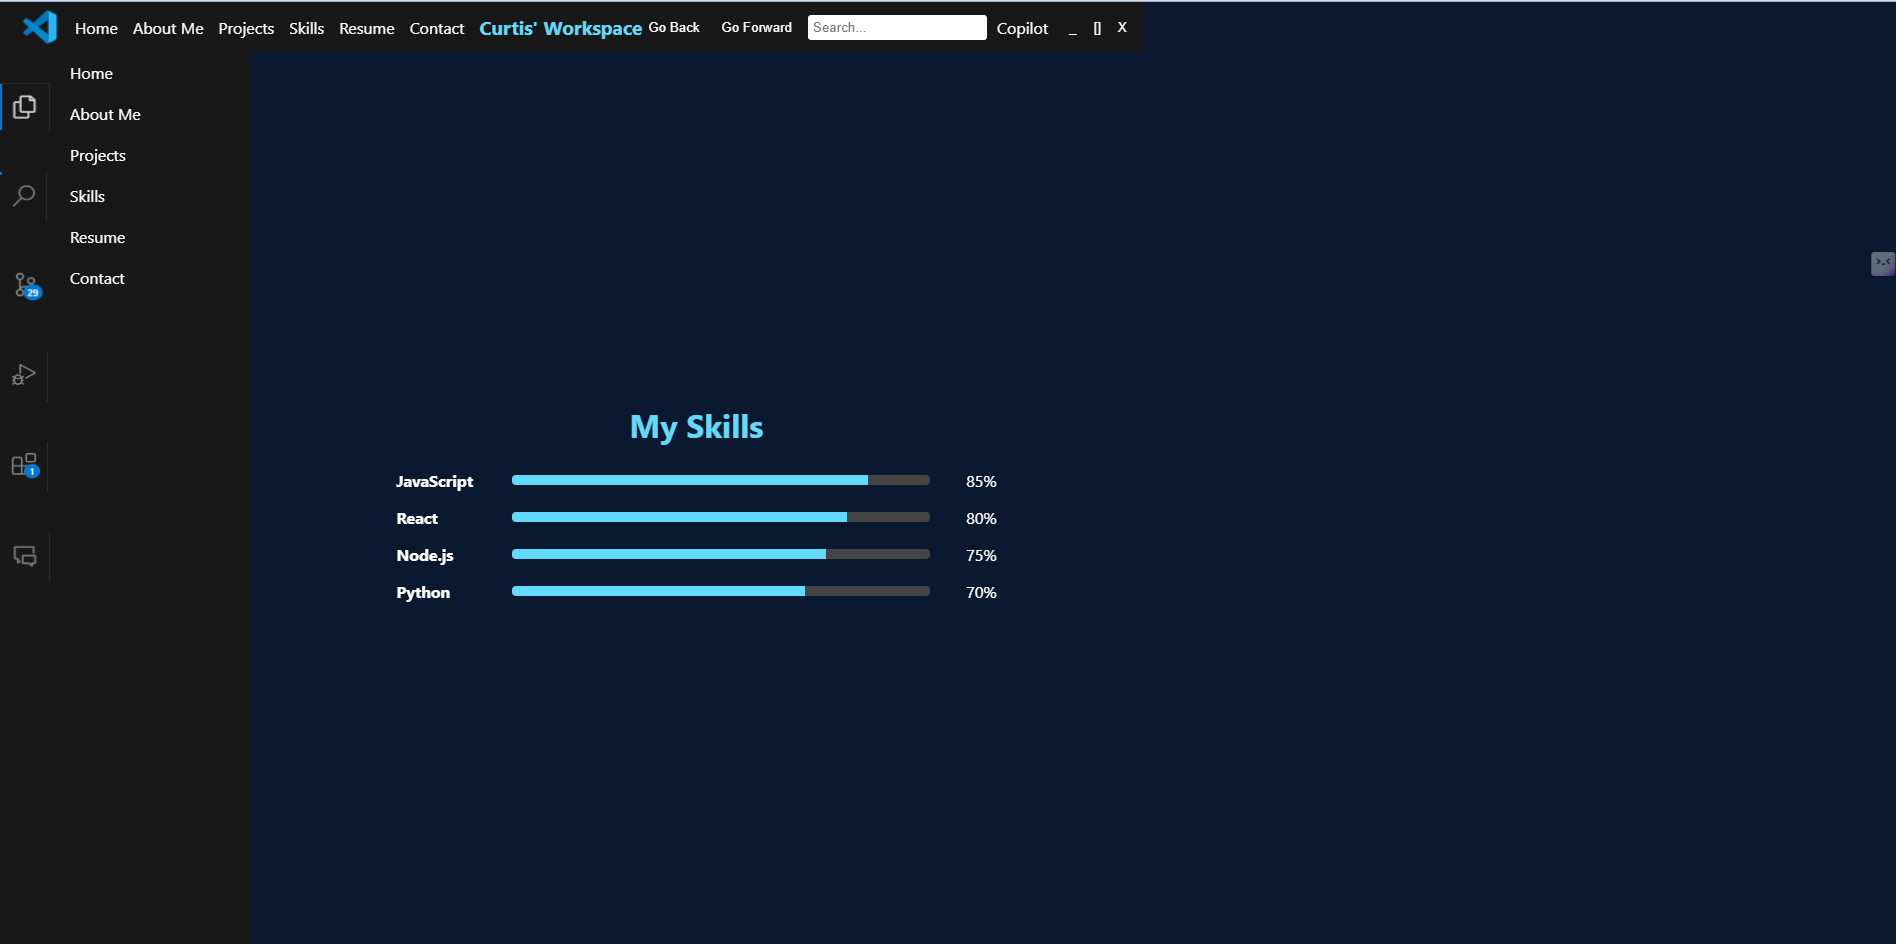 Home About Me Projects Skills Resume Contact Curtis' Workspace Go Back Go Forward Search... Copilot _ [] X
Home
About Me
Projects
Skills
Resume
Contact
29
1
My Skills
JavaScript 85%
React 80%
Node.js 75%
Python 70%